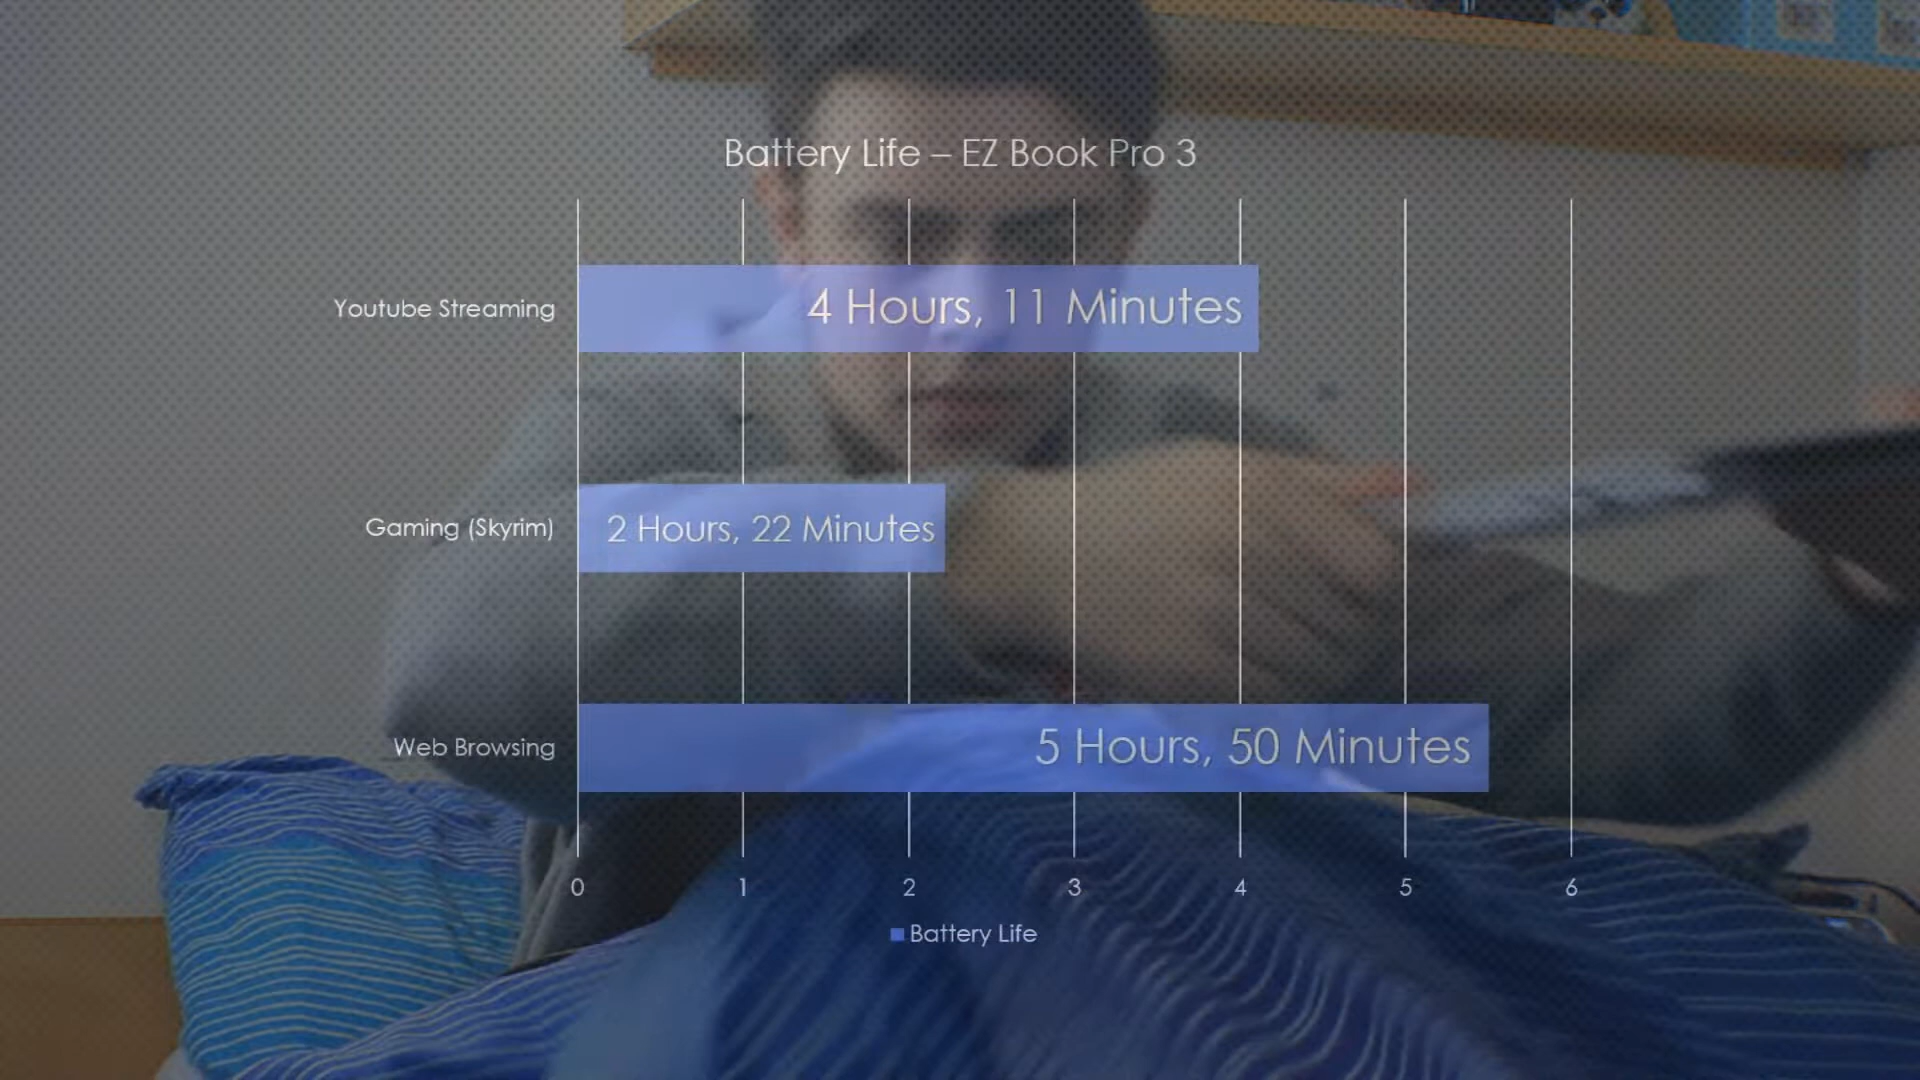 Battery Life – EZ Book Pro 3
Youtube Streaming
4 Hours, 11 Minutes
Gaming (Skyrim)
2 Hours, 22 Minutes
Web Browsing
5 Hours, 50 Minutes
0 1 2 3 4 5 6
Battery Life